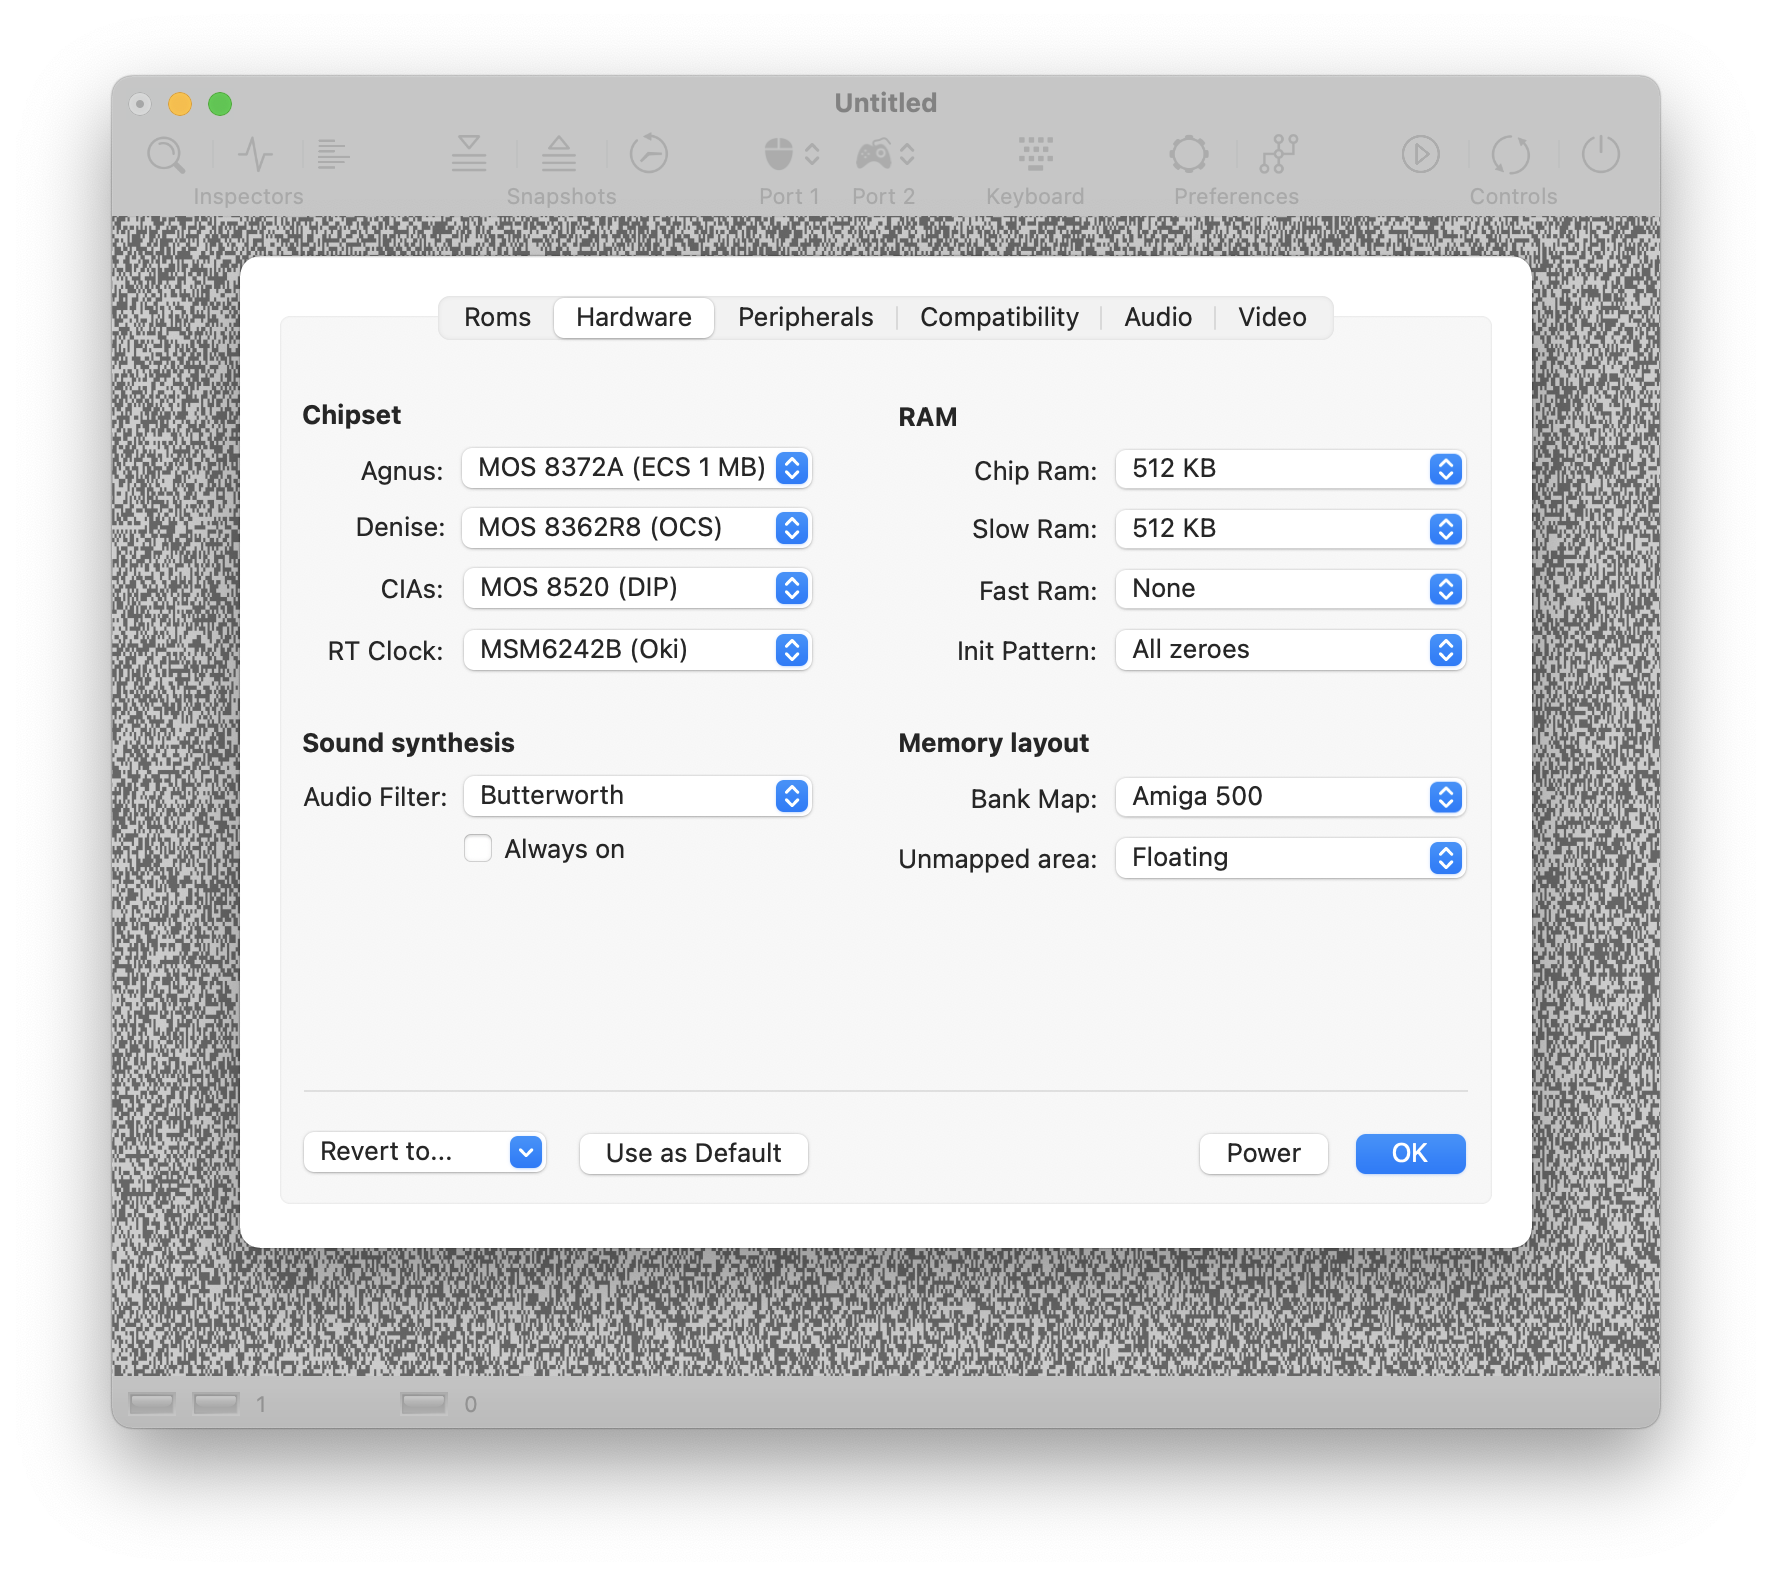 Untitled
Inspectors
Snapshots
Port 1
Port 2
Keyboard
Preferences
Controls
Roms
Hardware
Peripherals
Compatibility
Audio
Video
Chipset
Agnus: MOS 8372A (ECS 1 MB)
Denise: MOS 8362R8 (OCS)
CIAs: MOS 8520 (DIP)
RT Clock: MSM6242B (Oki)
RAM
Chip Ram: 512 KB
Slow Ram: 512 KB
Fast Ram: None
Init Pattern: All zeroes
Sound synthesis
Audio Filter: Butterworth
Always on
Memory layout
Bank Map: Amiga 500
Unmapped area: Floating
Revert to...
Use as Default
Power
OK
1
0